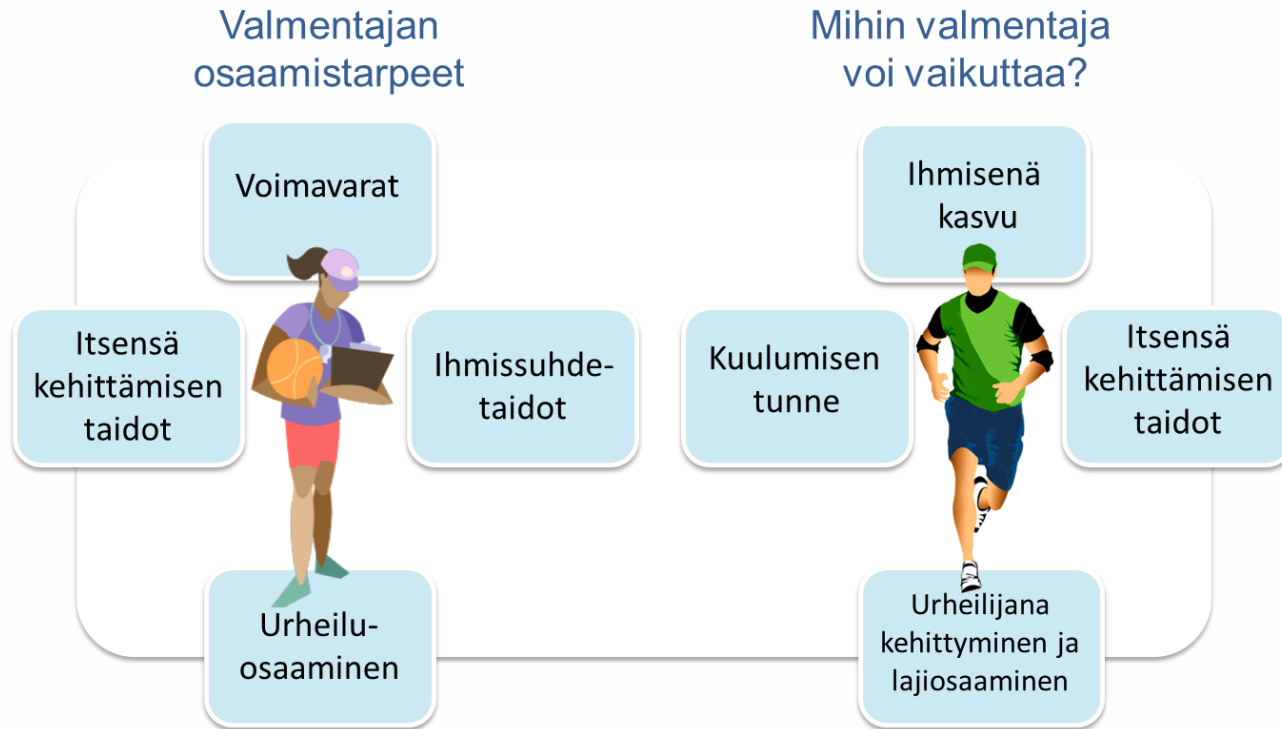 Valmentajan
osaamistarpeet
Voimavarat
Itsensä
kehittämisen
taidot
Ihmissuhde-
taidot
Urheilu-
osaaminen
Mihin valmentaja
voi vaikuttaa?
Ihmisenä
kasvu
Kuulumisen
tunne
Itsensä
kehittämisen
taidot
Urheilijana
kehittyminen ja
lajiosaaminen